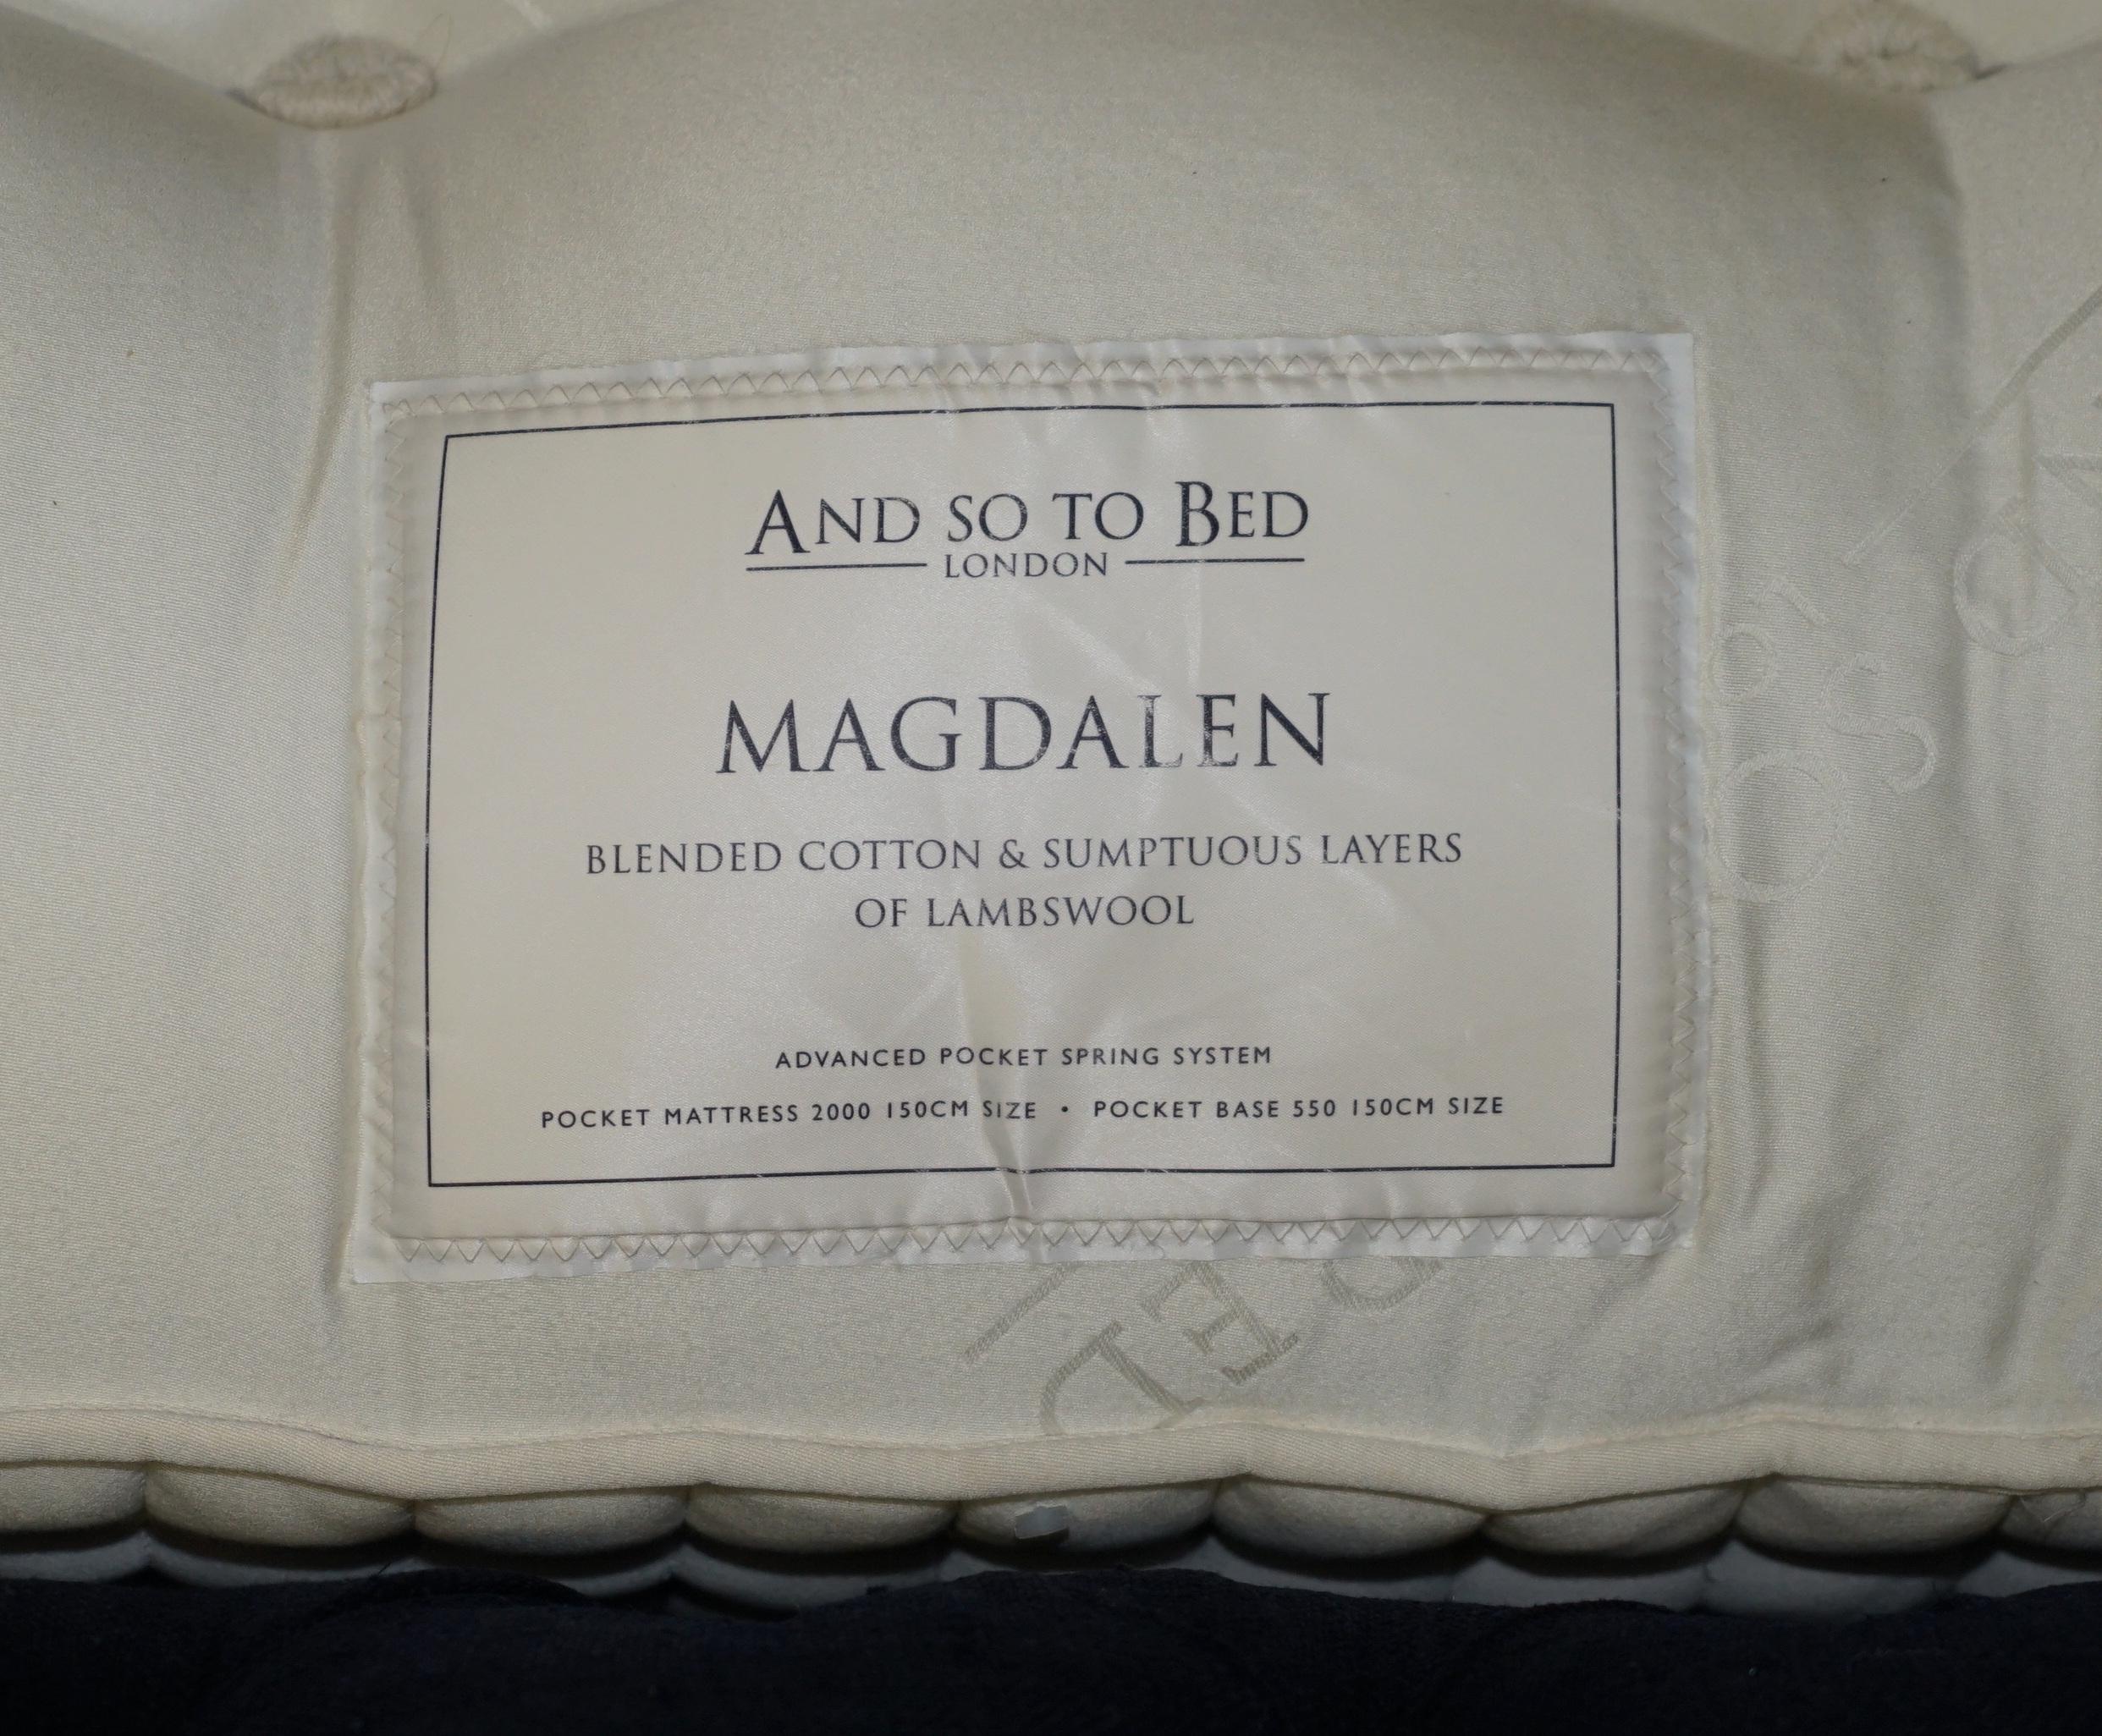 AND SO TO BED
LONDON
MAGDALEN
BLENDED COTTON & SUMPTUOUS LAYERS
OF LAMBSWOOL
ADVANCED POCKET SPRING SYSTEM
POCKET MATTRESS 2000 150CM SIZE • POCKET BASE 550 150CM SIZE